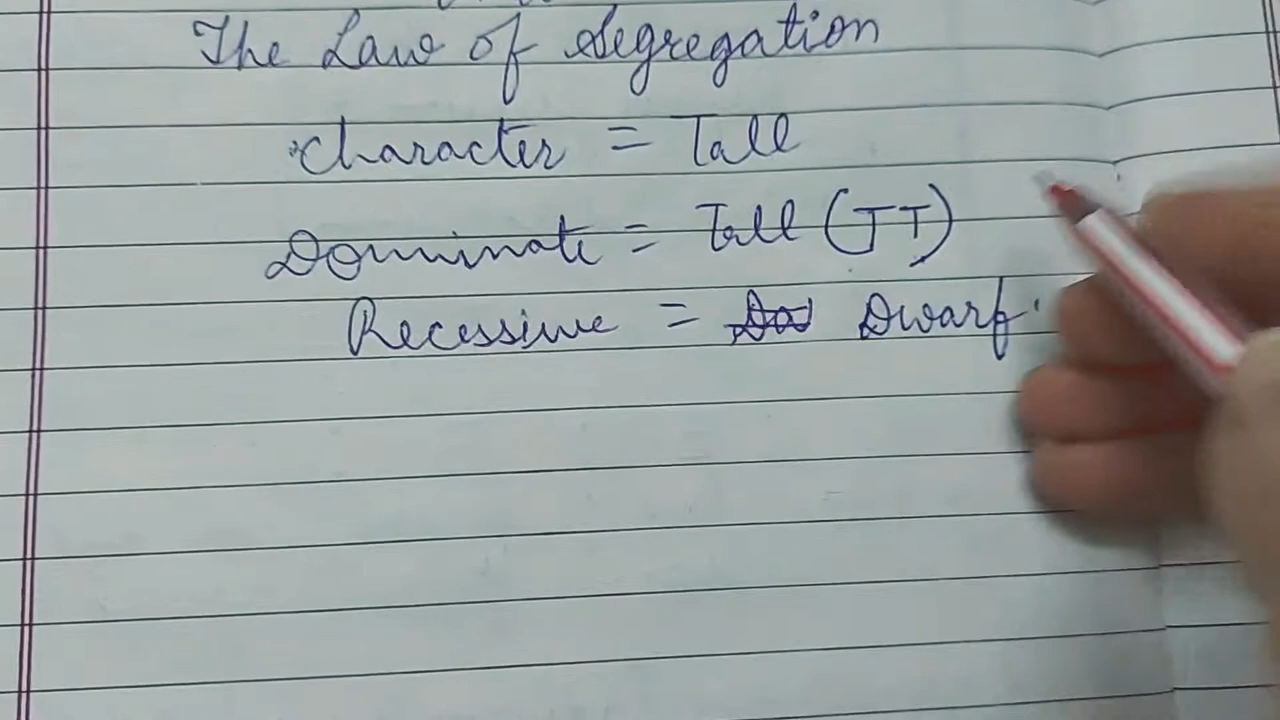 The Law of Segregation
Character = Tall
Dominate = Tall (TT)
Recessive = Dwarf